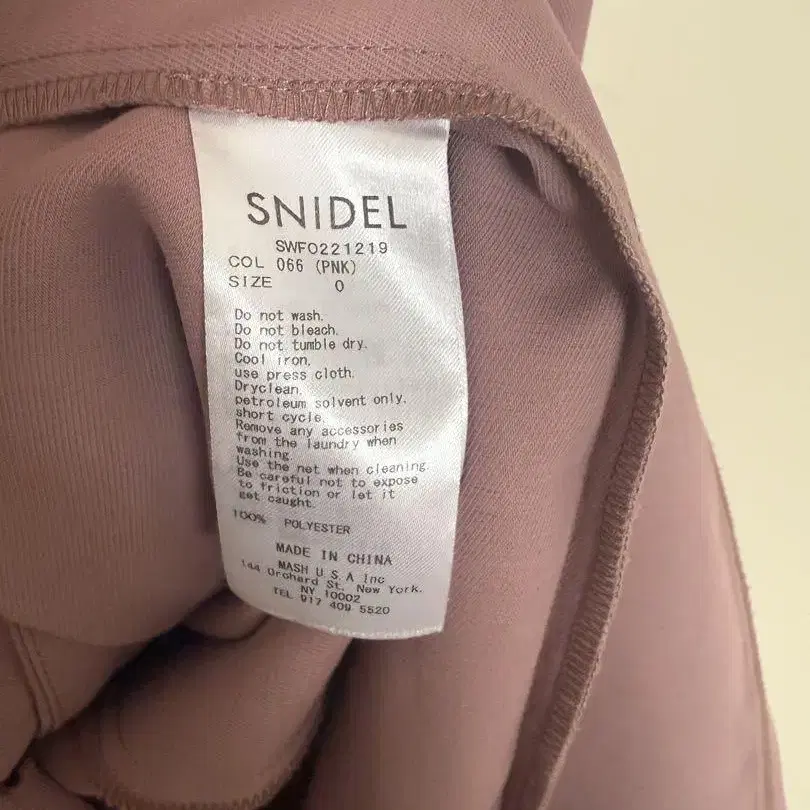 SNIDEL
SWFO221219
COL 066 (PNK)
SIZE 0
Do not wash.
Do not bleach.
Do not tumble dry.
Cool iron.
use press cloth.
Dryclean.
petroleum solvent only.
short cycle.
Remove any accessories
from the laundry when
washing.
Use the net when cleaning.
Be careful not to expose
to friction or let it
get caught.
100% POLYESTER
MADE IN CHINA
MASH U S A Inc
144 Orchard St. New York.
NY 10002
TEL 917 409 5520